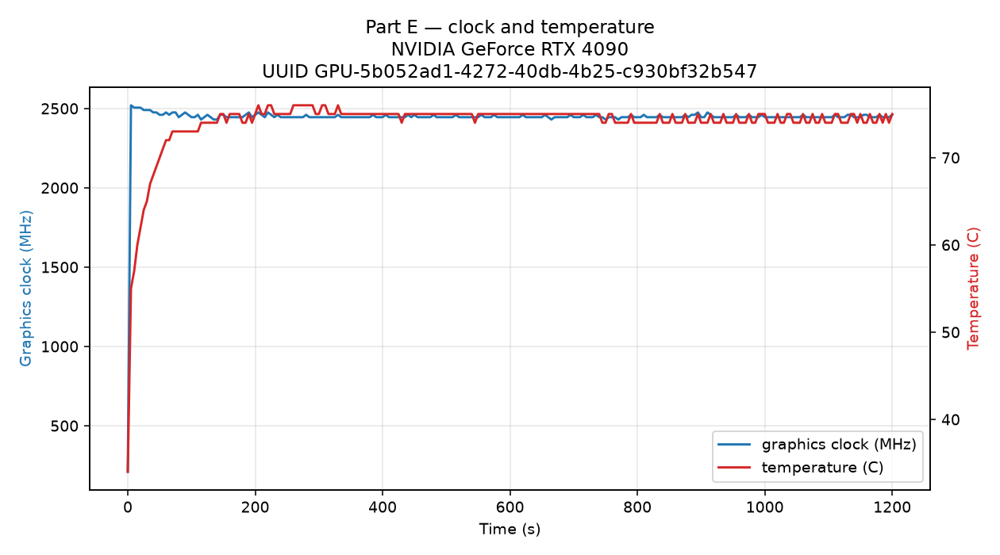 Part E — clock and temperature
NVIDIA GeForce RTX 4090
UUID GPU-5b052ad1-4272-40db-4b25-c930bf32b547
Graphics clock (MHz)
2500
2000
1500
1000
500
70
60
50
40
Temperature (C)
graphics clock (MHz)
temperature (C)
0
200
400
600
800
1000
1200
Time (s)